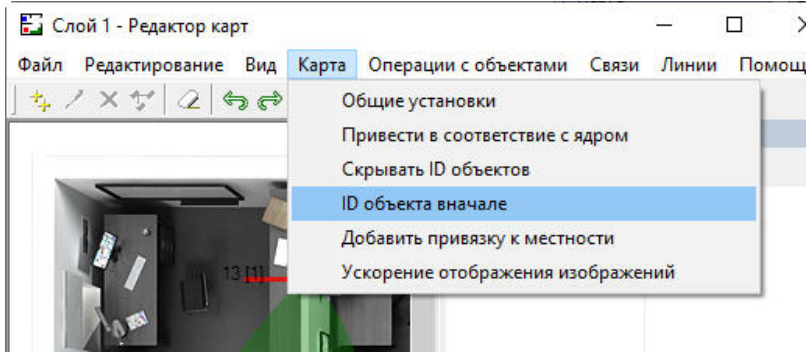 Слой 1 - Редактор карт
Файл Редактирование Вид Карта Операции с объектами Связи Линии Помощ
Общие установки
Привести в соответствие с ядром
Скрывать ID объектов
ID объекта вначале
Добавить привязку к местности
Ускорение отображения изображений
13 [1]